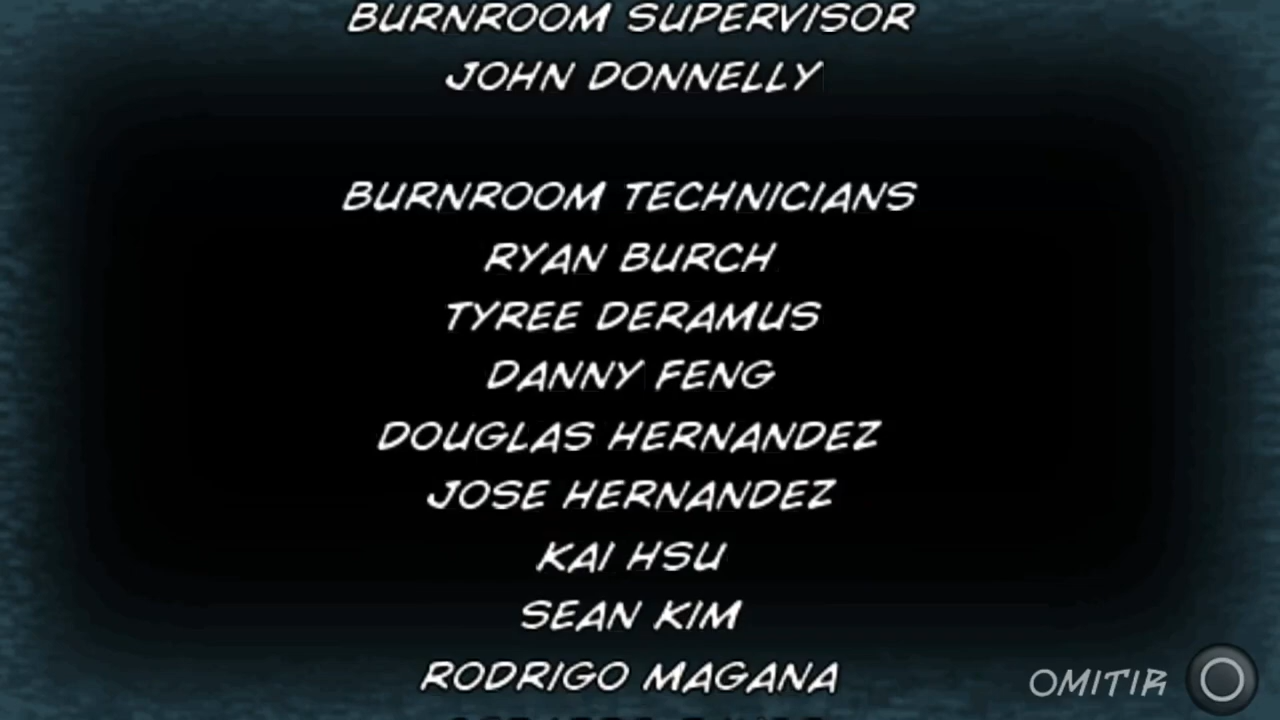 BURNROOM SUPERVISOR
JOHN DONNELLY
BURNROOM TECHNICIANS
RYAN BURCH
TYREE DERAMUS
DANNY FENG
DOUGLAS HERNANDEZ
JOSE HERNANDEZ
KAI HSU
SEAN KIM
RODRIGO MAGANA
OMITIR